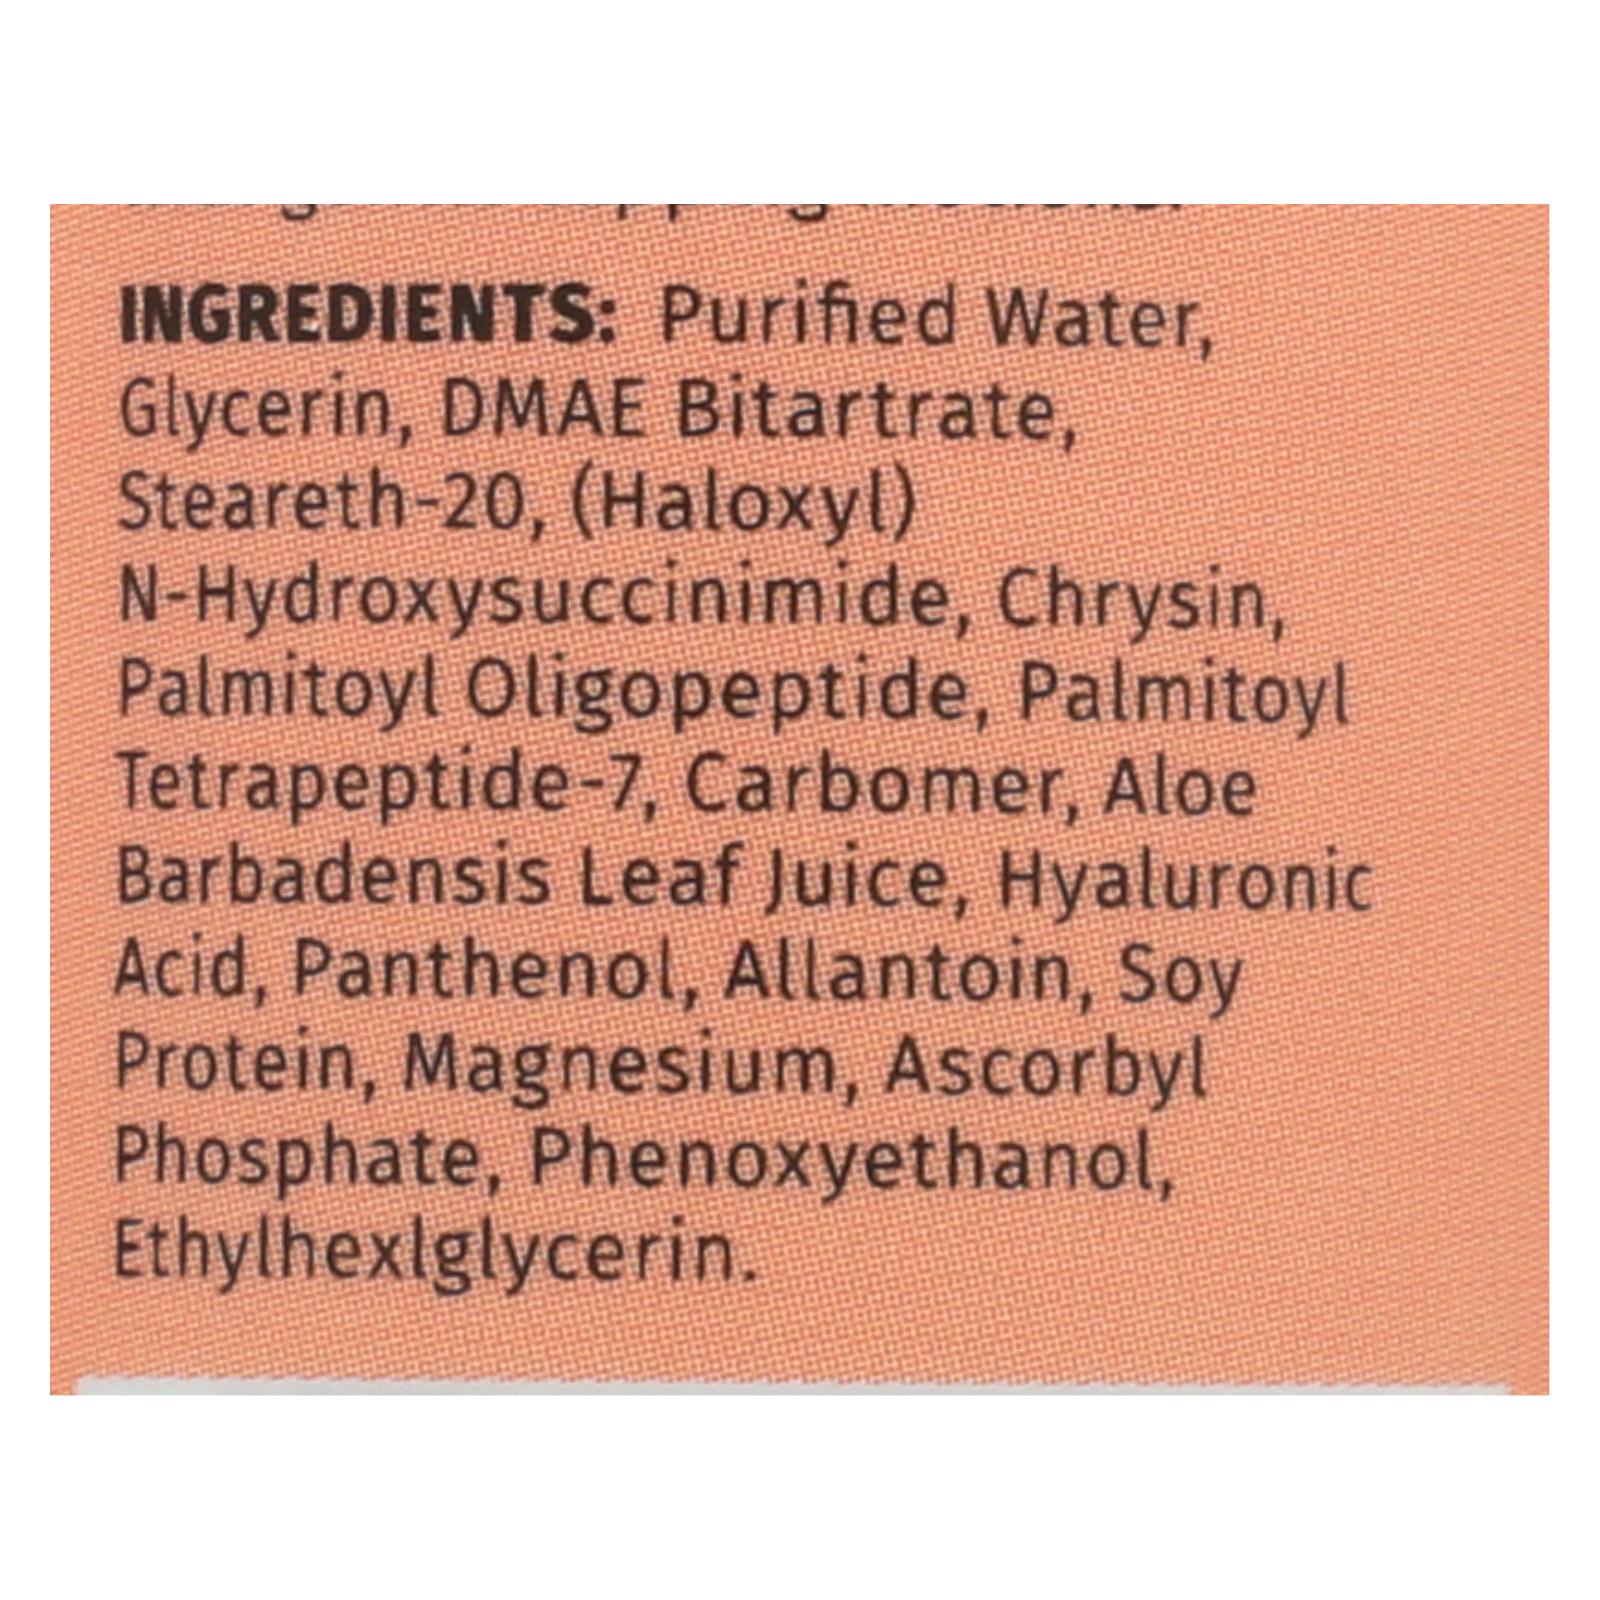 INGREDIENTS: Purified Water,
Glycerin, DMAE Bitartrate,
Steareth-20, (Haloxyl)
N-Hydroxysuccinimide, Chrysin,
Palmitoyl Oligopeptide, Palmitoyl
Tetrapeptide-7, Carbomer, Aloe
Barbadensis Leaf Juice, Hyaluronic
Acid, Panthenol, Allantoin, Soy
Protein, Magnesium, Ascorbyl
Phosphate, Phenoxyethanol,
Ethylhexlglycerin.